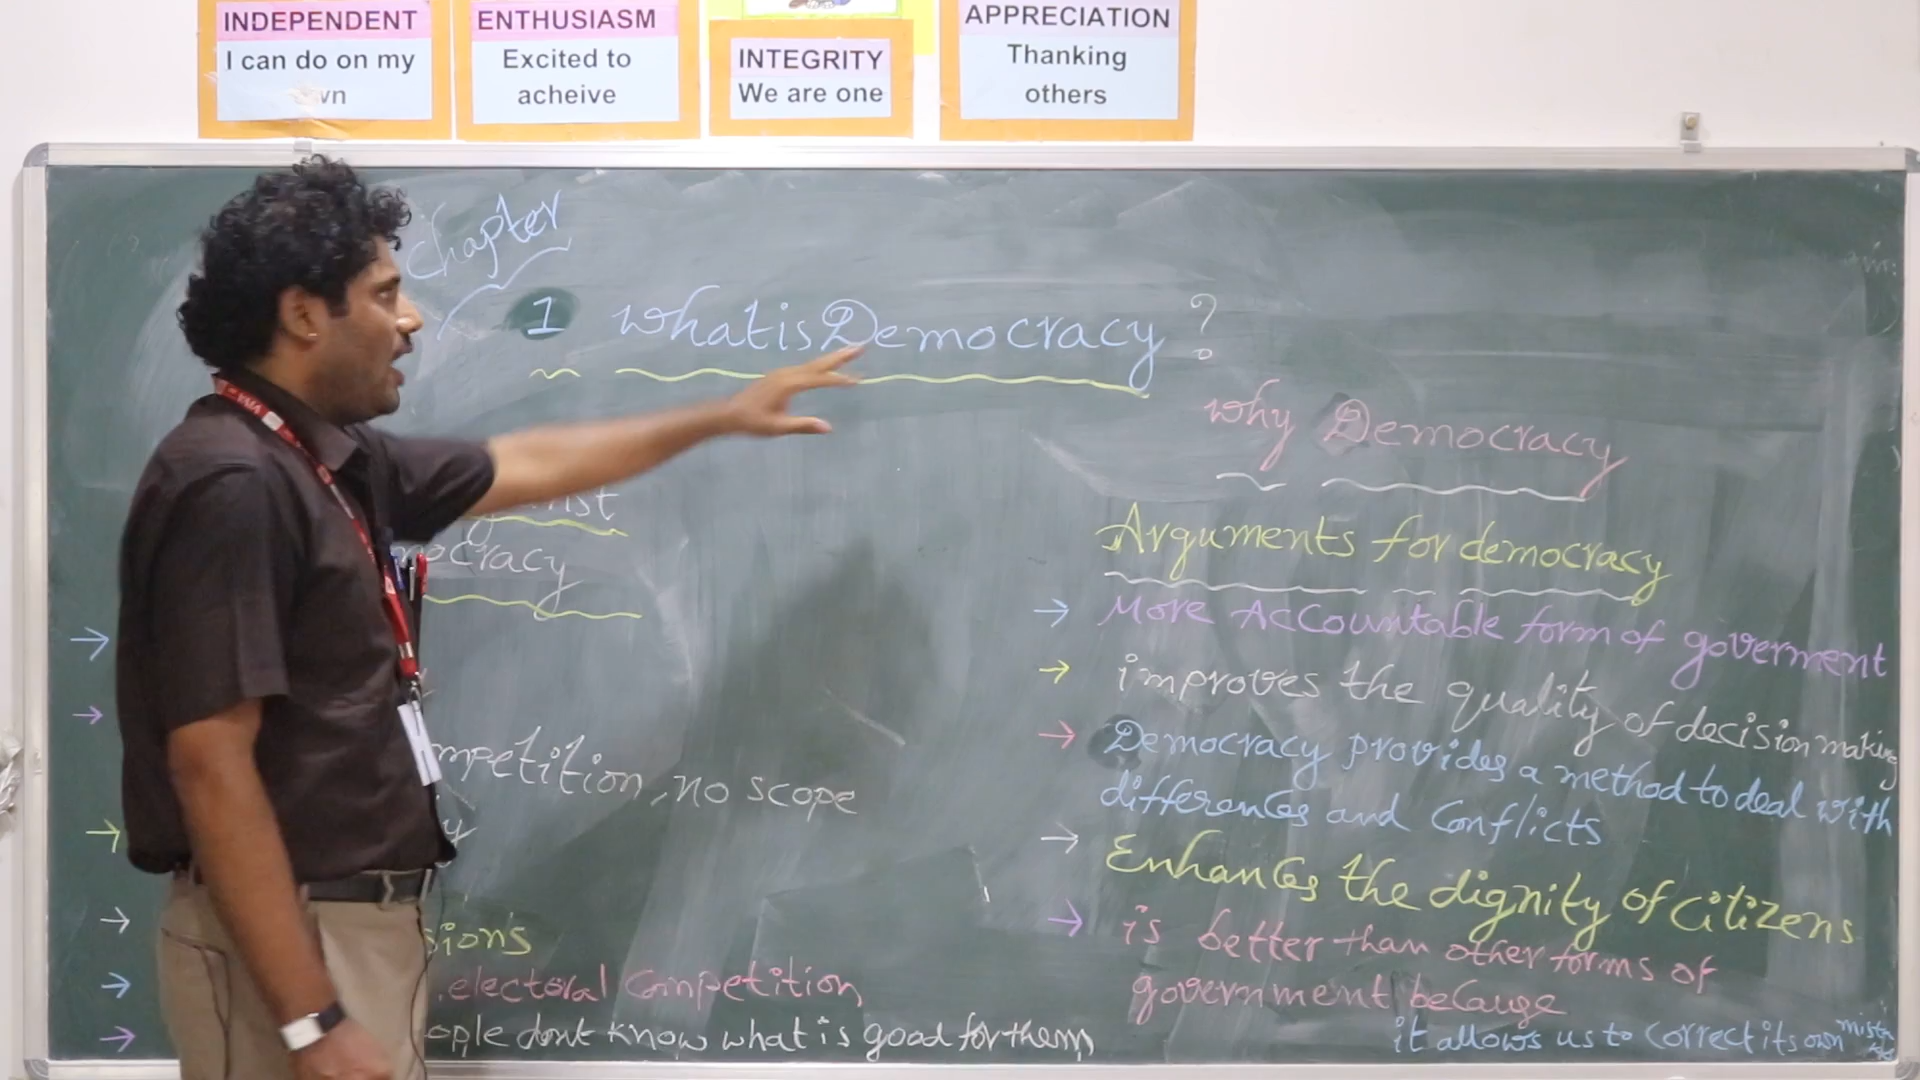 INDEPENDENT
I can do on my
ENTHUSIASM
Excited to
acheive
INTEGRITY
We are one
APPRECIATION
Thanking
others
chapter
1 what is Democracy ?
why Democracy
Arguments for democracy
→ More Accountable form of goverment
→ improves the quality of decision making
→ Democracy provides a method to deal with
differences and Conflicts
→ Enhances the dignity of Citizens
→ is better than other forms of
government because
it allows us to correct its own
→
→
→ no scope
→
→ electoral Competition
→ dont know what is good for them